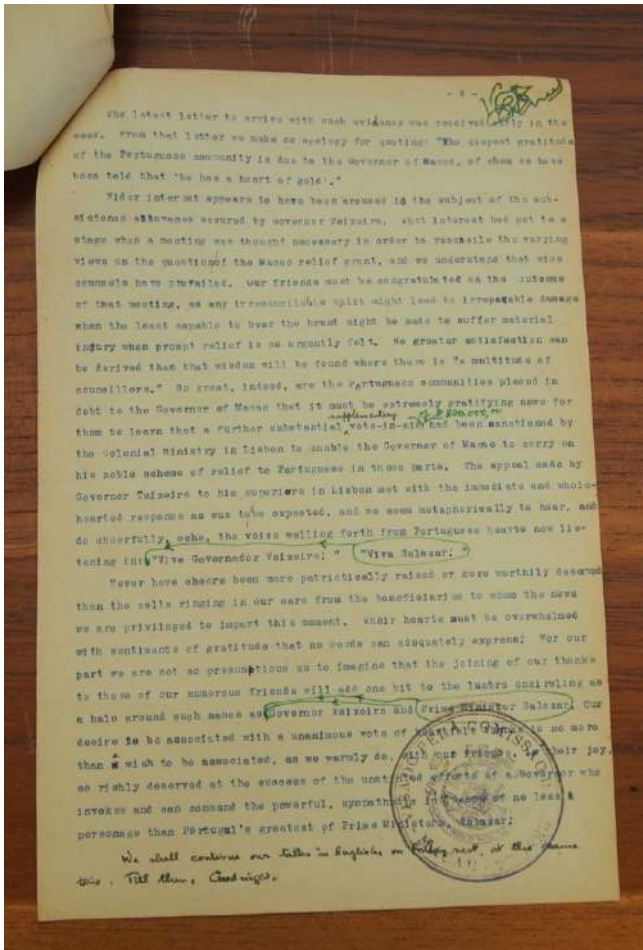 - 4 -
The latest letter to arrive with such evidence was received early in the
week. From that letter we make no apology for quoting: "The deepest gratitude
of the Portuguese community is due to the Governor of Macao, of whom we have
been told that 'he has a heart of gold'."
Wider interest appears to have been aroused in the subject of the sub-
sistence allowance assured by Governor Teixeira. What interest had got to a
stage when a meeting was thought necessary in order to reconcile the varying
views on the question of the Macao relief grant, and we understand that wise
counsels have prevailed. Our friends must be congratulated on the outcome
of that meeting, as any irreconcilable split might lead to irreparable damage
when the least capable to bear the brunt might be made to suffer material
injury when prompt relief is so urgently felt. No greater satisfaction can
be derived than that wisdom will be found where there is "a multitude of
councillors." So great, indeed, are the Portuguese communities placed in
debt to the Governor of Macao that it must be extremely gratifying news for
supplementary
them to learn that a further substantial vote-in-aid had been sanctioned by
the Colonial Ministry in Lisbon to enable the Governor of Macao to carry on
his noble scheme of relief to Portuguese in these parts. The appeal made by
Governor Teixeira to his superiors in Lisbon met with the immediate and whole-
hearted response as was to be expected, and we seem metaphorically to hear, and
do cheerfully, echo, the voice welling forth from Portuguese hearts now lis-
tening in: "Viva Governador Teixeira!" "Viva Salazar!"
Never have cheers been more patriotically raised or more worthily deserved
than the calls ringing in our ears from the beneficiaries to whom the news
we are privileged to impart this moment. Their hearts must be overwhelmed
with sentiments of gratitude that no words can adequately express! For our
part we are not so presumptious as to imagine that the joining of our thanks
to those of our numerous friends will add one bit to the lustre encircling as
a halo around such names as Governor Teixeira and Prime Minister Salazar. Our
desire to be associated with a unanimous vote of thanks is no more
than a wish to be associated, as we warmly do, with our friends, in their joy,
so richly deserved at the success of the unstinted efforts of a Governor who
invokes and can command the powerful, sympathetic influence of no less a
personage than Portugal's greatest of Prime Ministers, Salazar!
We shall continue our talks in English, on Friday next, at the same
time. Till then, Goodnight.